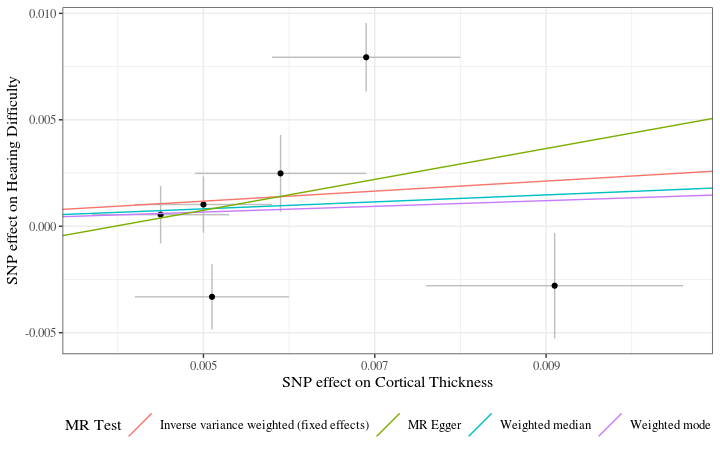 0.010
0.005
0.000
-0.005
SNP effect on Hearing Difficulty
0.005 0.007 0.009
SNP effect on Cortical Thickness
MR Test Inverse variance weighted (fixed effects) MR Egger Weighted median Weighted mode